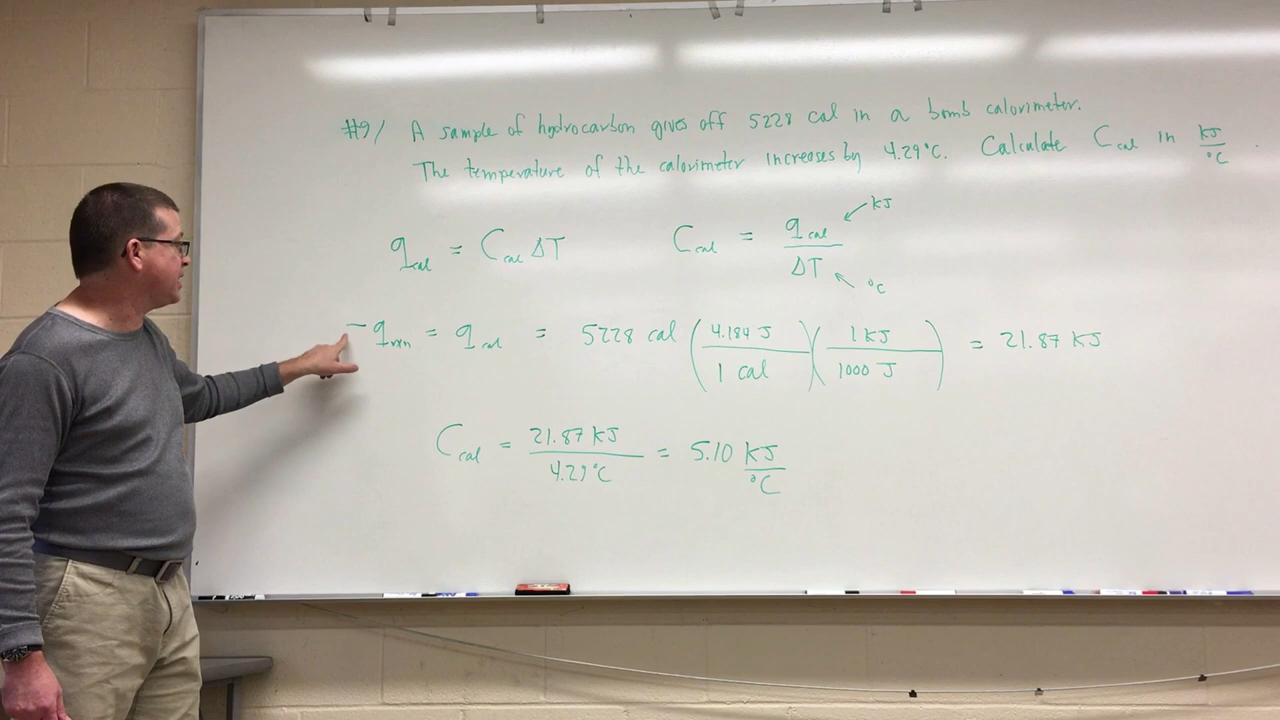 #9/ A sample of hydrocarbon gives off 5228 cal in a bomb calorimeter.
The temperature of the calorimeter increases by 4.29°C. Calculate Ccal in kJ/°C.
qcal = Ccal ΔT Ccal = qcal/ΔT kJ °C
-qrxn = qcal = 5228 cal (4.184 J/1 cal)(1 kJ/1000 J) = 21.87 kJ
Ccal = 21.87 kJ/4.29°C = 5.10 kJ/°C